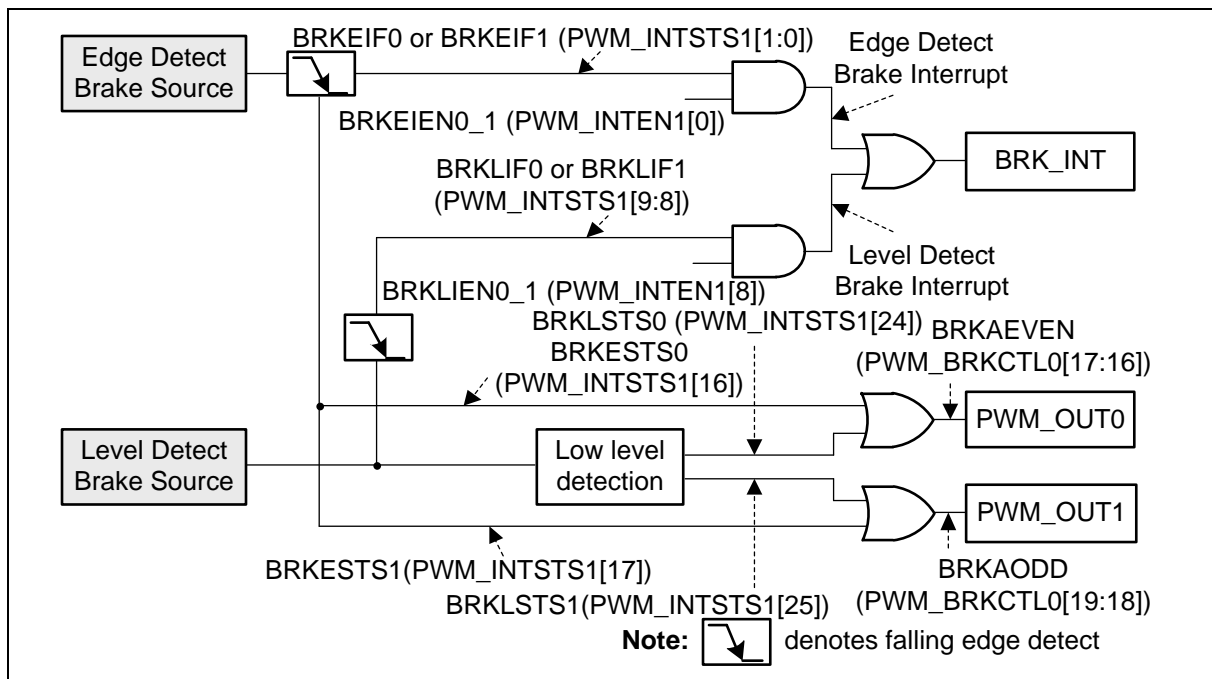 Edge Detect
Brake Source
BRKEIF0 or BRKEIF1 (PWM_INTSTS1[1:0])
Edge Detect
Brake Interrupt
BRKEIEN0_1 (PWM_INTEN1[0])
BRK_INT
BRKLIF0 or BRKLIF1
(PWM_INTSTS1[9:8])
Level Detect
Brake Interrupt
BRKLIEN0_1 (PWM_INTEN1[8])
BRKLSTS0 (PWM_INTSTS1[24])
BRKESTS0
(PWM_INTSTS1[16])
BRKAEVEN
(PWM_BRKCTL0[17:16])
PWM_OUT0
Level Detect
Brake Source
Low level
detection
PWM_OUT1
BRKESTS1(PWM_INTSTS1[17])
BRKLSTS1(PWM_INTSTS1[25])
BRKAODD
(PWM_BRKCTL0[19:18])
Note: denotes falling edge detect